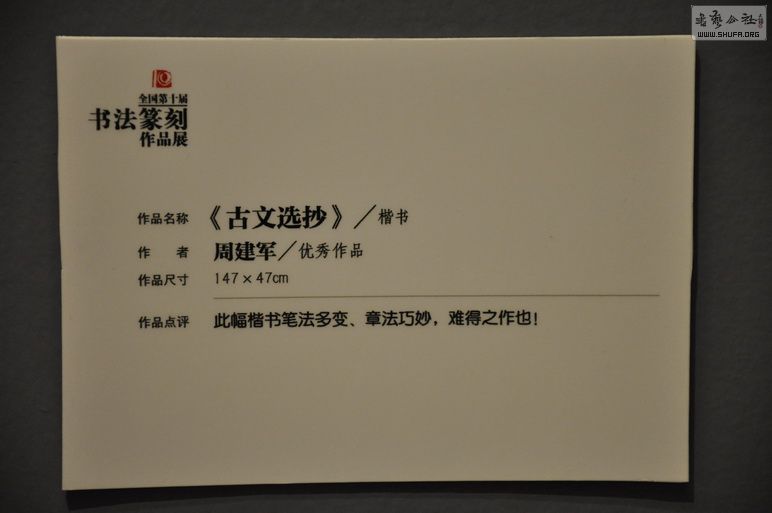 书艺公社
WWW.SHUFA.ORG
全国第十届
书法篆刻
作品展
作品名称 《古文选抄》／楷书
作 者 周建军／优秀作品
作品尺寸 147×47cm
作品点评 此幅楷书笔法多变、章法巧妙，难得之作也！